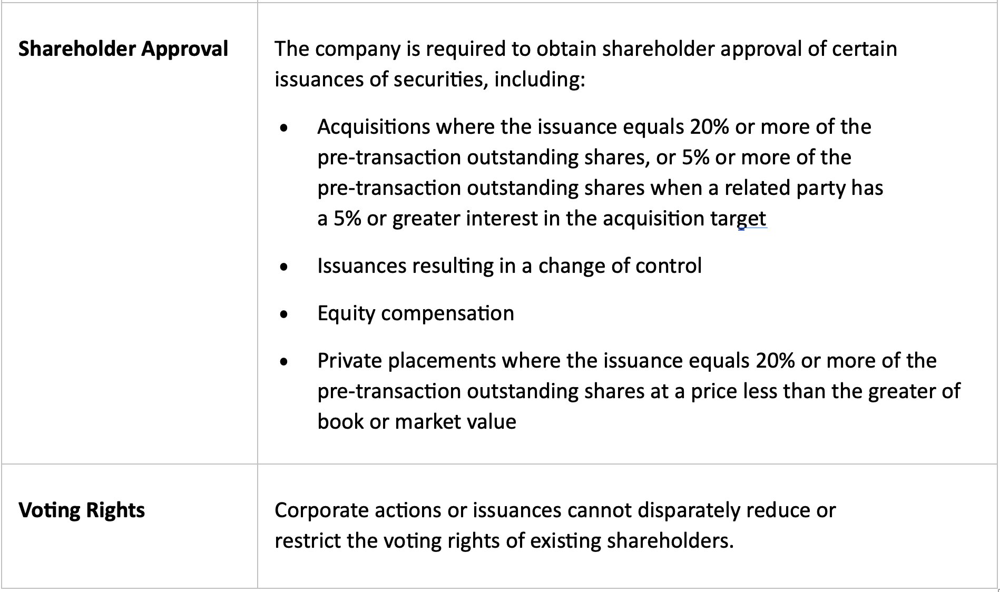 Shareholder Approval
The company is required to obtain shareholder approval of certain
issuances of securities, including:
• Acquisitions where the issuance equals 20% or more of the
pre-transaction outstanding shares, or 5% or more of the
pre-transaction outstanding shares when a related party has
a 5% or greater interest in the acquisition target
• Issuances resulting in a change of control
• Equity compensation
• Private placements where the issuance equals 20% or more of the
pre-transaction outstanding shares at a price less than the greater of
book or market value
Voting Rights
Corporate actions or issuances cannot disparately reduce or
restrict the voting rights of existing shareholders.